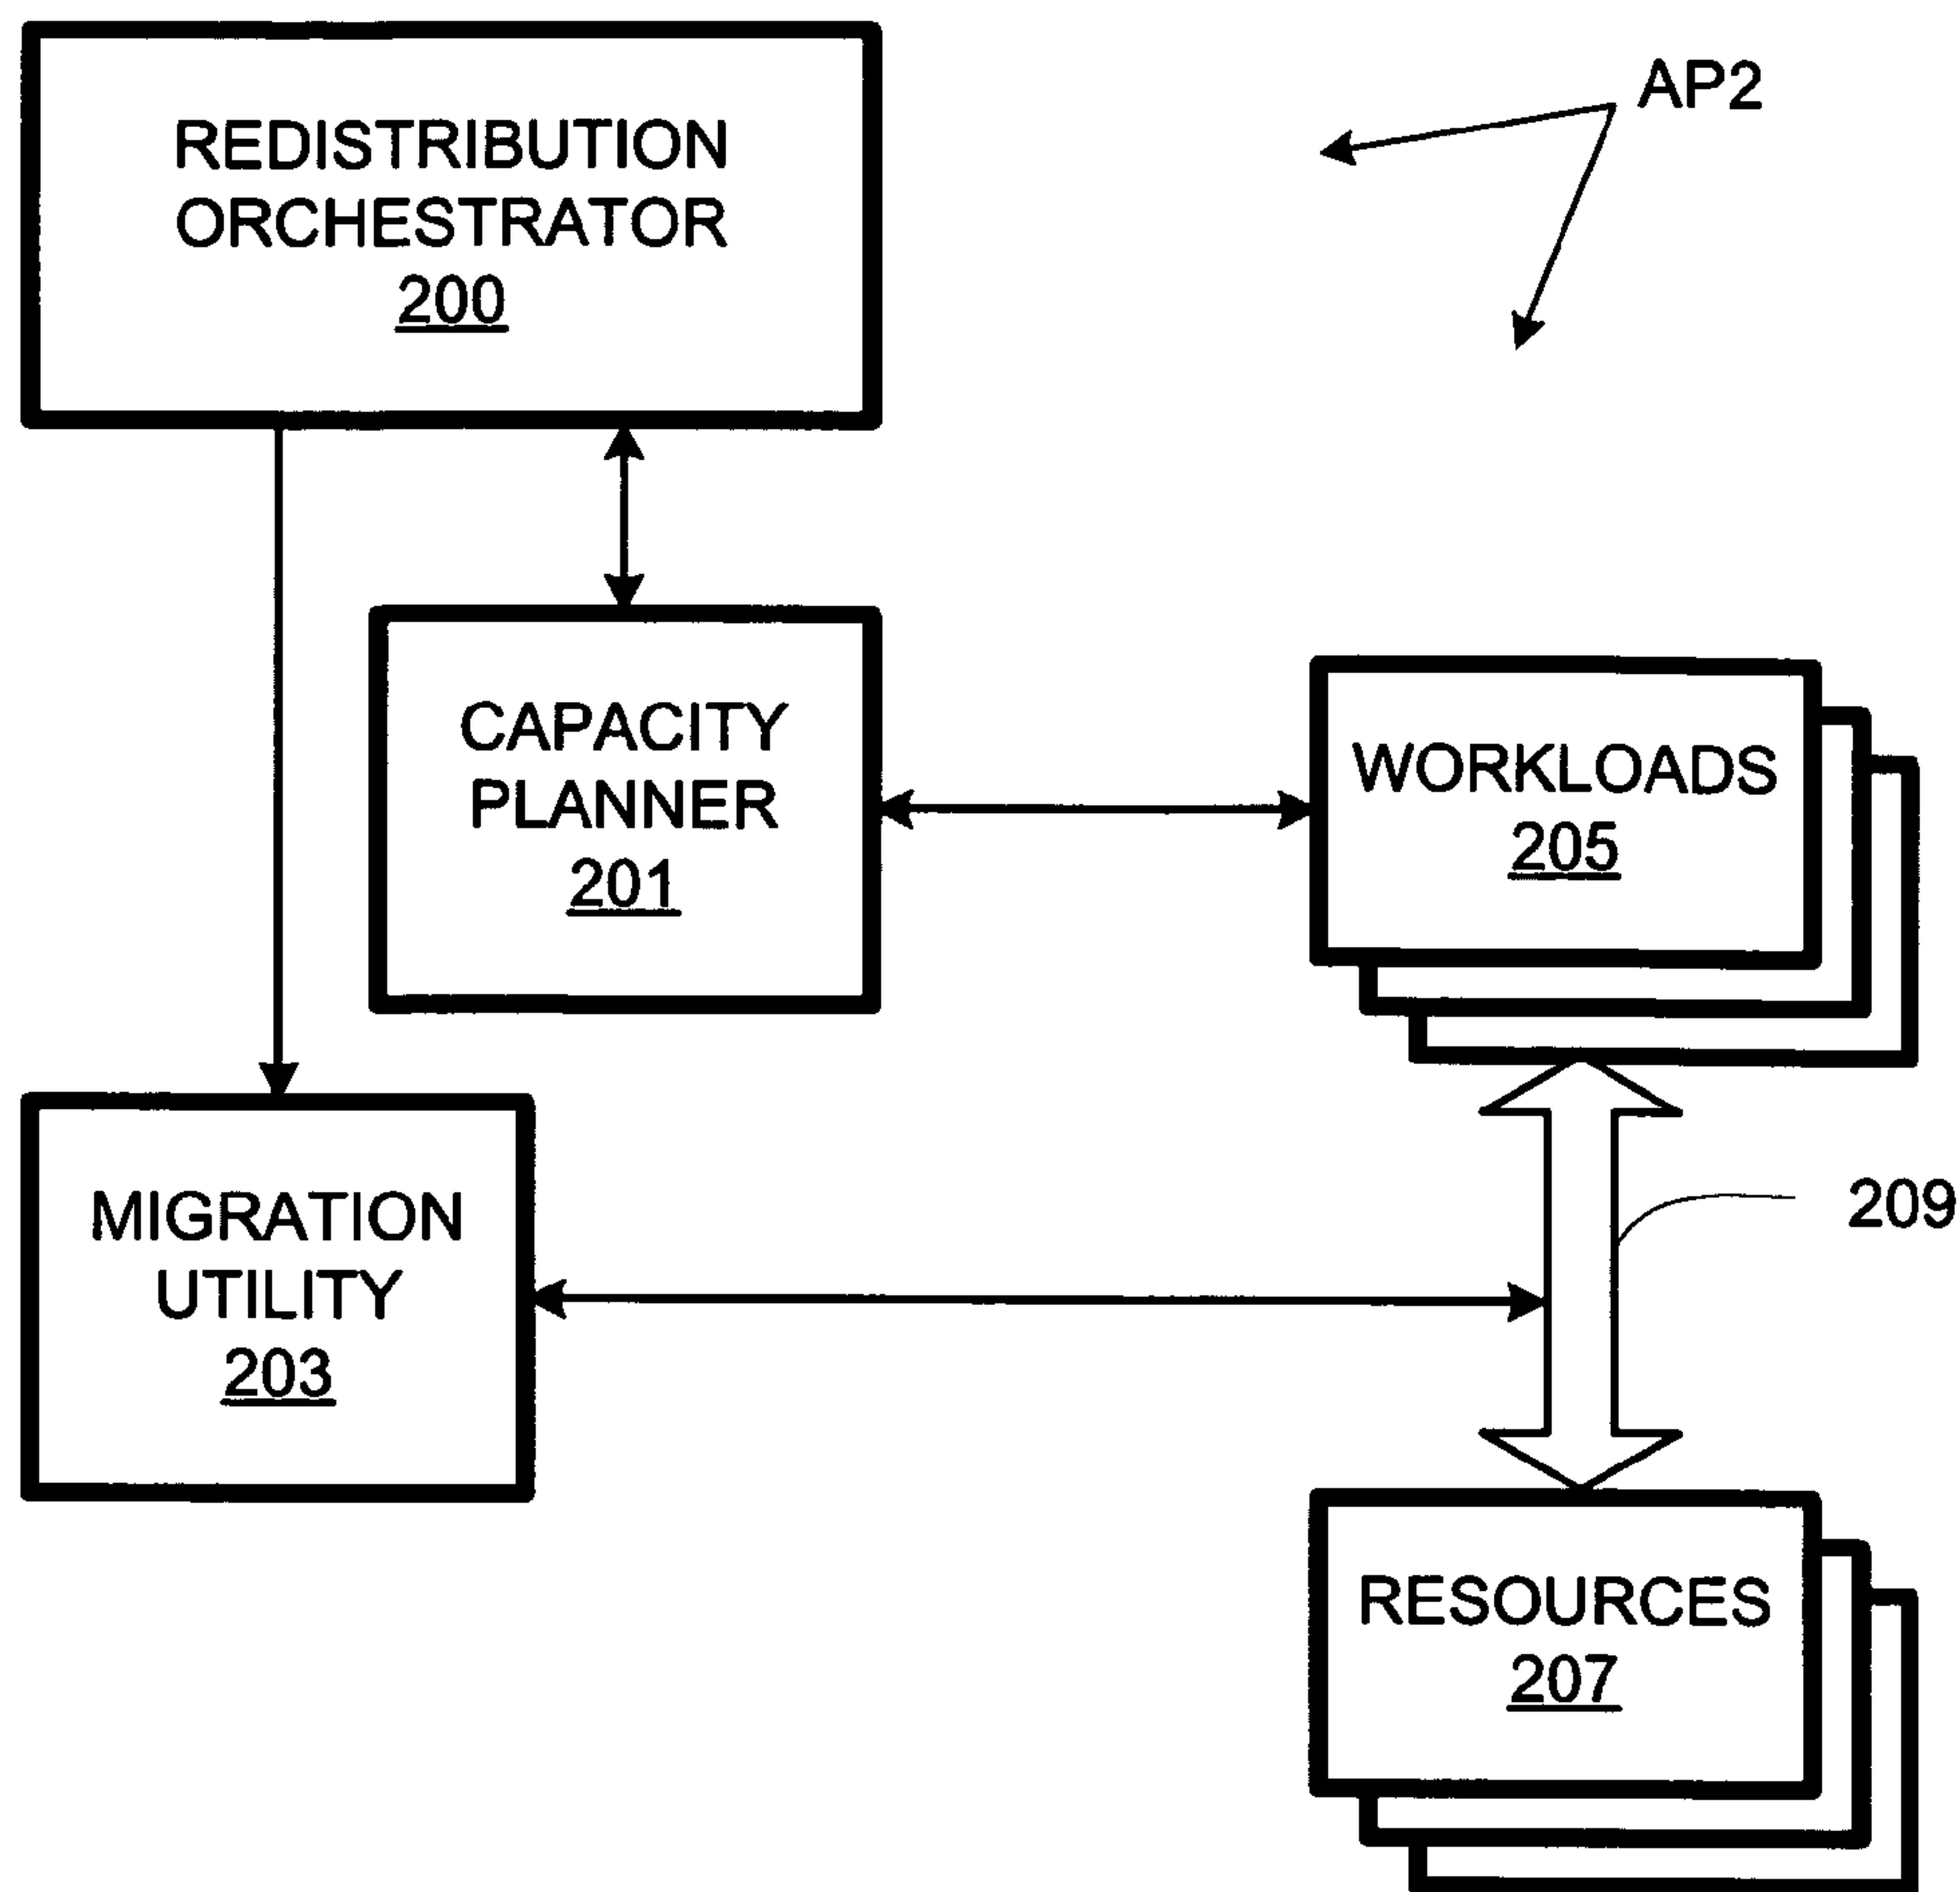 REDISTRIBUTION
ORCHESTRATOR
200
AP2
CAPACITY
PLANNER
201
WORKLOADS
205
MIGRATION
UTILITY
203
209
RESOURCES
207